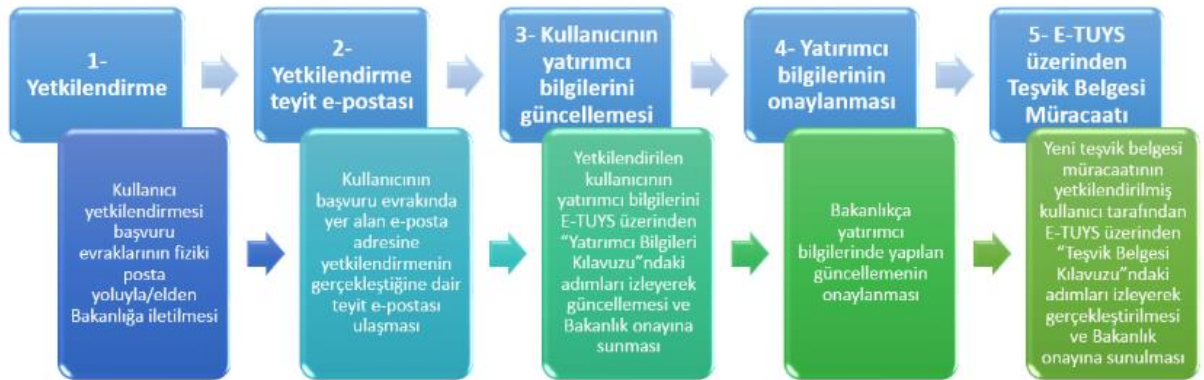 1-
Yetkilendirme
2-
Yetkilendirme
teyit e-postası
3- Kullanıcının
yatırımcı
bilgilerini
güncellemesi
4- Yatırımcı
bilgilerinin
onaylanması
5- E-TUYS
üzerinden
Teşvik Belgesi
Müracaatı
Kullanıcı
yetkilendirmesi
başvuru
evraklarının fiziki
posta
yoluyla/elden
Bakanlığa iletilmesi
Kullanıcının
başvuru evrakında
yer alan e-posta
adresine
yetkilendirmenin
gerçekleştiğine dair
teyit e-postası
ulaşması
Yetkilendirilen
kullanıcının
yatırımcı bilgilerini
E-TUYS üzerinden
“Yatırımcı Bilgileri
Kılavuzu”ndaki
adımları izleyerek
güncellemesi ve
Bakanlık onayına
sunması
Bakanlıkça
yatırımcı
bilgilerinde yapılan
güncellemenin
onaylanması
Yeni teşvik belgesi
müracaatının
yetkilendirilmiş
kullanıcı tarafından
E-TUYS üzerinden
“Teşvik Belgesi
Kılavuzu”ndaki
adımları izleyerek
gerçekleştirilmesi
ve Bakanlık
onayına sunulması